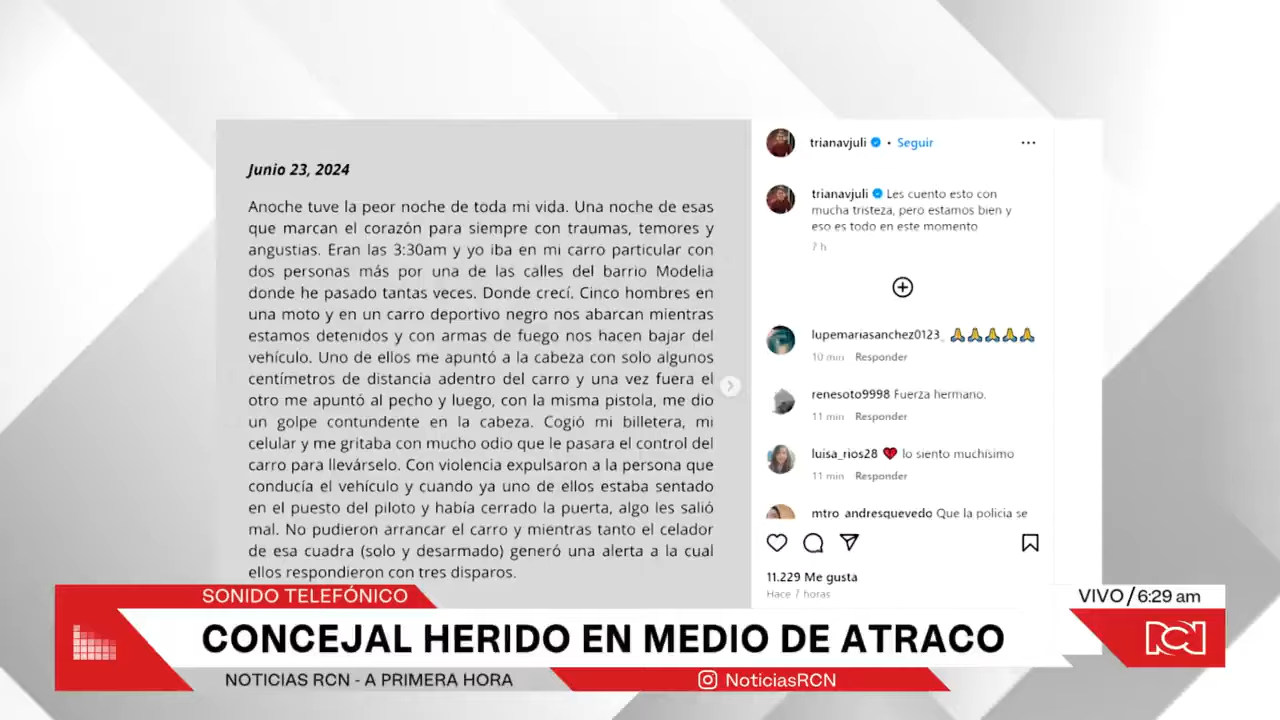 Junio 23, 2024
Anoche tuve la peor noche de toda mi vida. Una noche de esas
que marcan el corazón para siempre con traumas, temores y
angustias. Eran las 3:30am y yo iba en mi carro particular con
dos personas más por una de las calles del barrio Modelia
donde he pasado tantas veces. Donde crecí. Cinco hombres en
una moto y en un carro deportivo negro nos abarcan mientras
estamos detenidos y con armas de fuego nos hacen bajar del
vehículo. Uno de ellos me apuntó a la cabeza con solo algunos
centímetros de distancia adentro del carro y una vez fuera el
otro me apuntó al pecho y luego, con la misma pistola, me dio
un golpe contundente en la cabeza. Cogió mi billetera, mi
celular y me gritaba con mucho odio que le pasara el control del
carro para llevárselo. Con violencia expulsaron a la persona que
conducía el vehículo y cuando ya uno de ellos estaba sentado
en el puesto del piloto y había cerrado la puerta, algo les salió
mal. No pudieron arrancar el carro y mientras tanto el celador
de esa cuadra (solo y desarmado) generó una alerta a la cual
ellos respondieron con tres disparos.
trianavjuli • Seguir
trianavjuli Les cuento esto con
mucha tristeza, pero estamos bien y
eso es todo en este momento
7 h
lupemariasanchez0123_ 🙏🙏🙏🙏🙏
10 min Responder
renesoto9998 Fuerza hermano.
11 min Responder
luisa_rios28 ❤️ lo siento muchísimo
11 min Responder
mtro_andresquevedo Que la policia se
11.229 Me gusta
Hace 7 horas
SONIDO TELEFÓNICO
VIVO/6:29 am
CONCEJAL HERIDO EN MEDIO DE ATRACO
RCN
NOTICIAS RCN - A PRIMERA HORA
NoticiasRCN